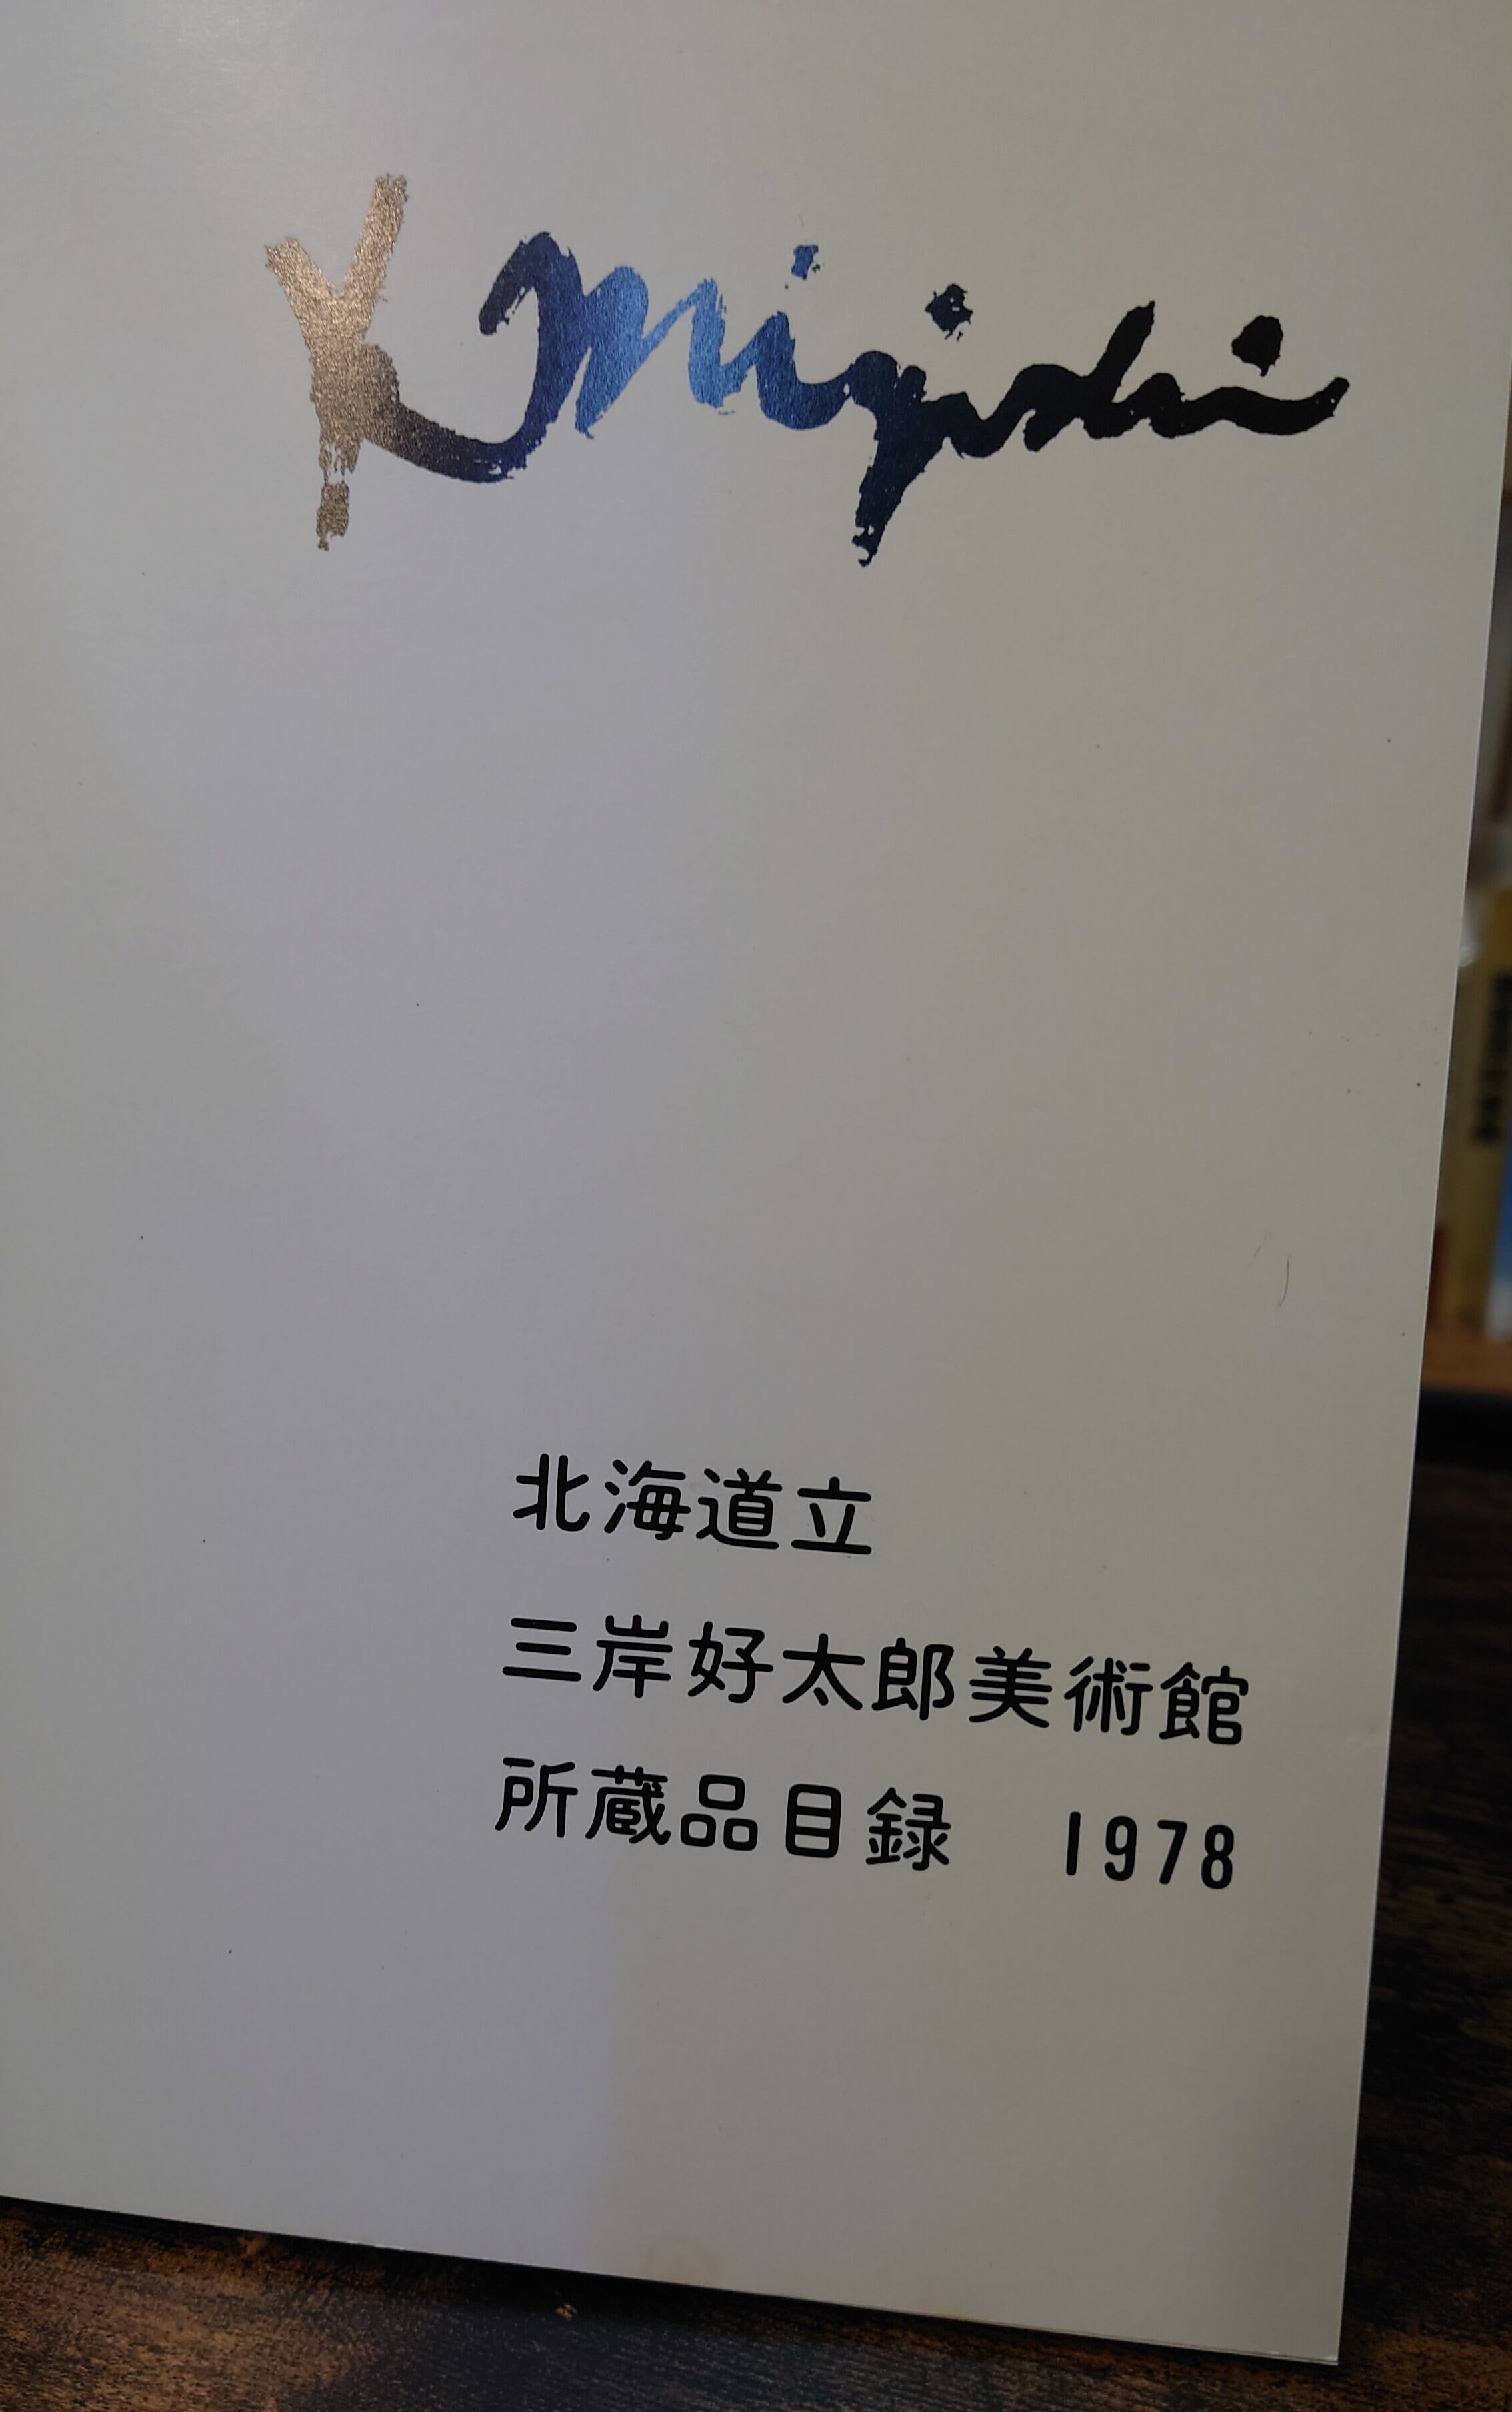 K Migishi
北海道立
三岸好太郎美術館
所蔵品目録 1978